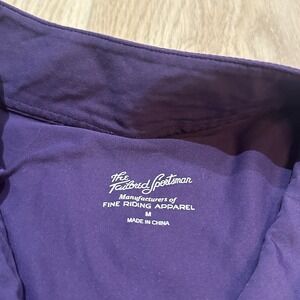 The
Tailored Sportsman
Manufacturers of
FINE RIDING APPAREL
M
MADE IN CHINA